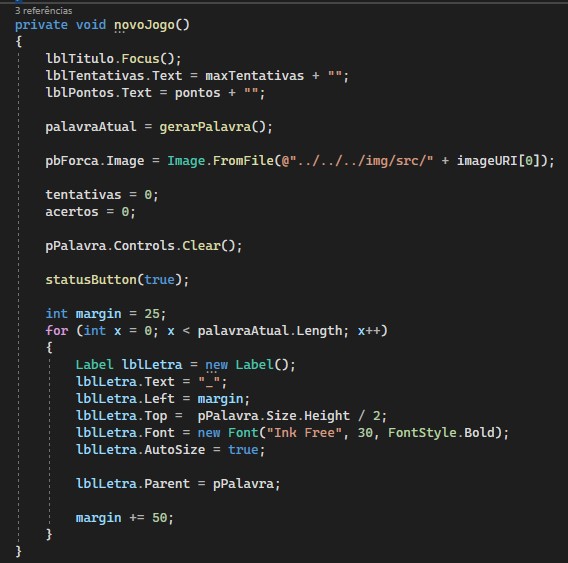 3 referências
private void novoJogo()
{
lblTitulo.Focus();
lblTentativas.Text = maxTentativas + "";
lblPontos.Text = pontos + "";
palavraAtual = gerarPalavra();
pbForca.Image = Image.FromFile(@"../../../img/src/" + imageURI[0]);
tentativas = 0;
acertos = 0;
pPalavra.Controls.Clear();
statusButton(true);
int margin = 25;
for (int x = 0; x < palavraAtual.Length; x++)
{
Label lblLetra = new Label();
lblLetra.Text = "_";
lblLetra.Left = margin;
lblLetra.Top =  pPalavra.Size.Height / 2;
lblLetra.Font = new Font("Ink Free", 30, FontStyle.Bold);
lblLetra.AutoSize = true;
lblLetra.Parent = pPalavra;
margin += 50;
}
}